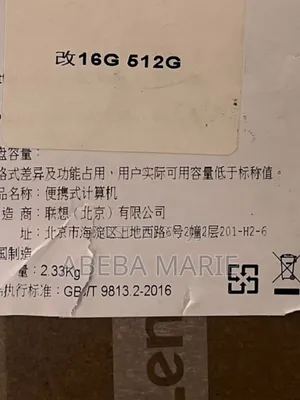 改16G 512G
盘容量:
格式差异及功能占用，用户实际可用容量低于标称值。
品名称: 便携式计算机
造商: 联想（北京）有限公司
址: 北京市海淀区上地西路6号2幢2层201-H2-6
国制造
量: 2.33Kg
ABEBA MARIE
执行标准: GB/T 9813.2-2016
Len